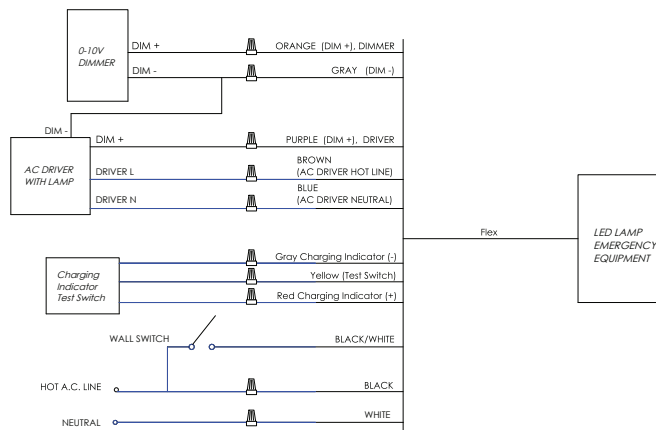 0-10V
DIMMER
DIM +
ORANGE (DIM +), DIMMER
DIM -
GRAY (DIM -)
DIM -
AC DRIVER
WITH LAMP
DIM +
PURPLE (DIM +), DRIVER
DRIVER L
BROWN
(AC DRIVER HOT LINE)
DRIVER N
BLUE
(AC DRIVER NEUTRAL)
Flex
LED LAMP
EMERGENCY
EQUIPMENT
Charging
Indicator
Test Switch
Gray Charging Indicator (-)
Yellow (Test Switch)
Red Charging Indicator (+)
WALL SWITCH
BLACK/WHITE
HOT A.C. LINE
BLACK
NEUTRAL
WHITE